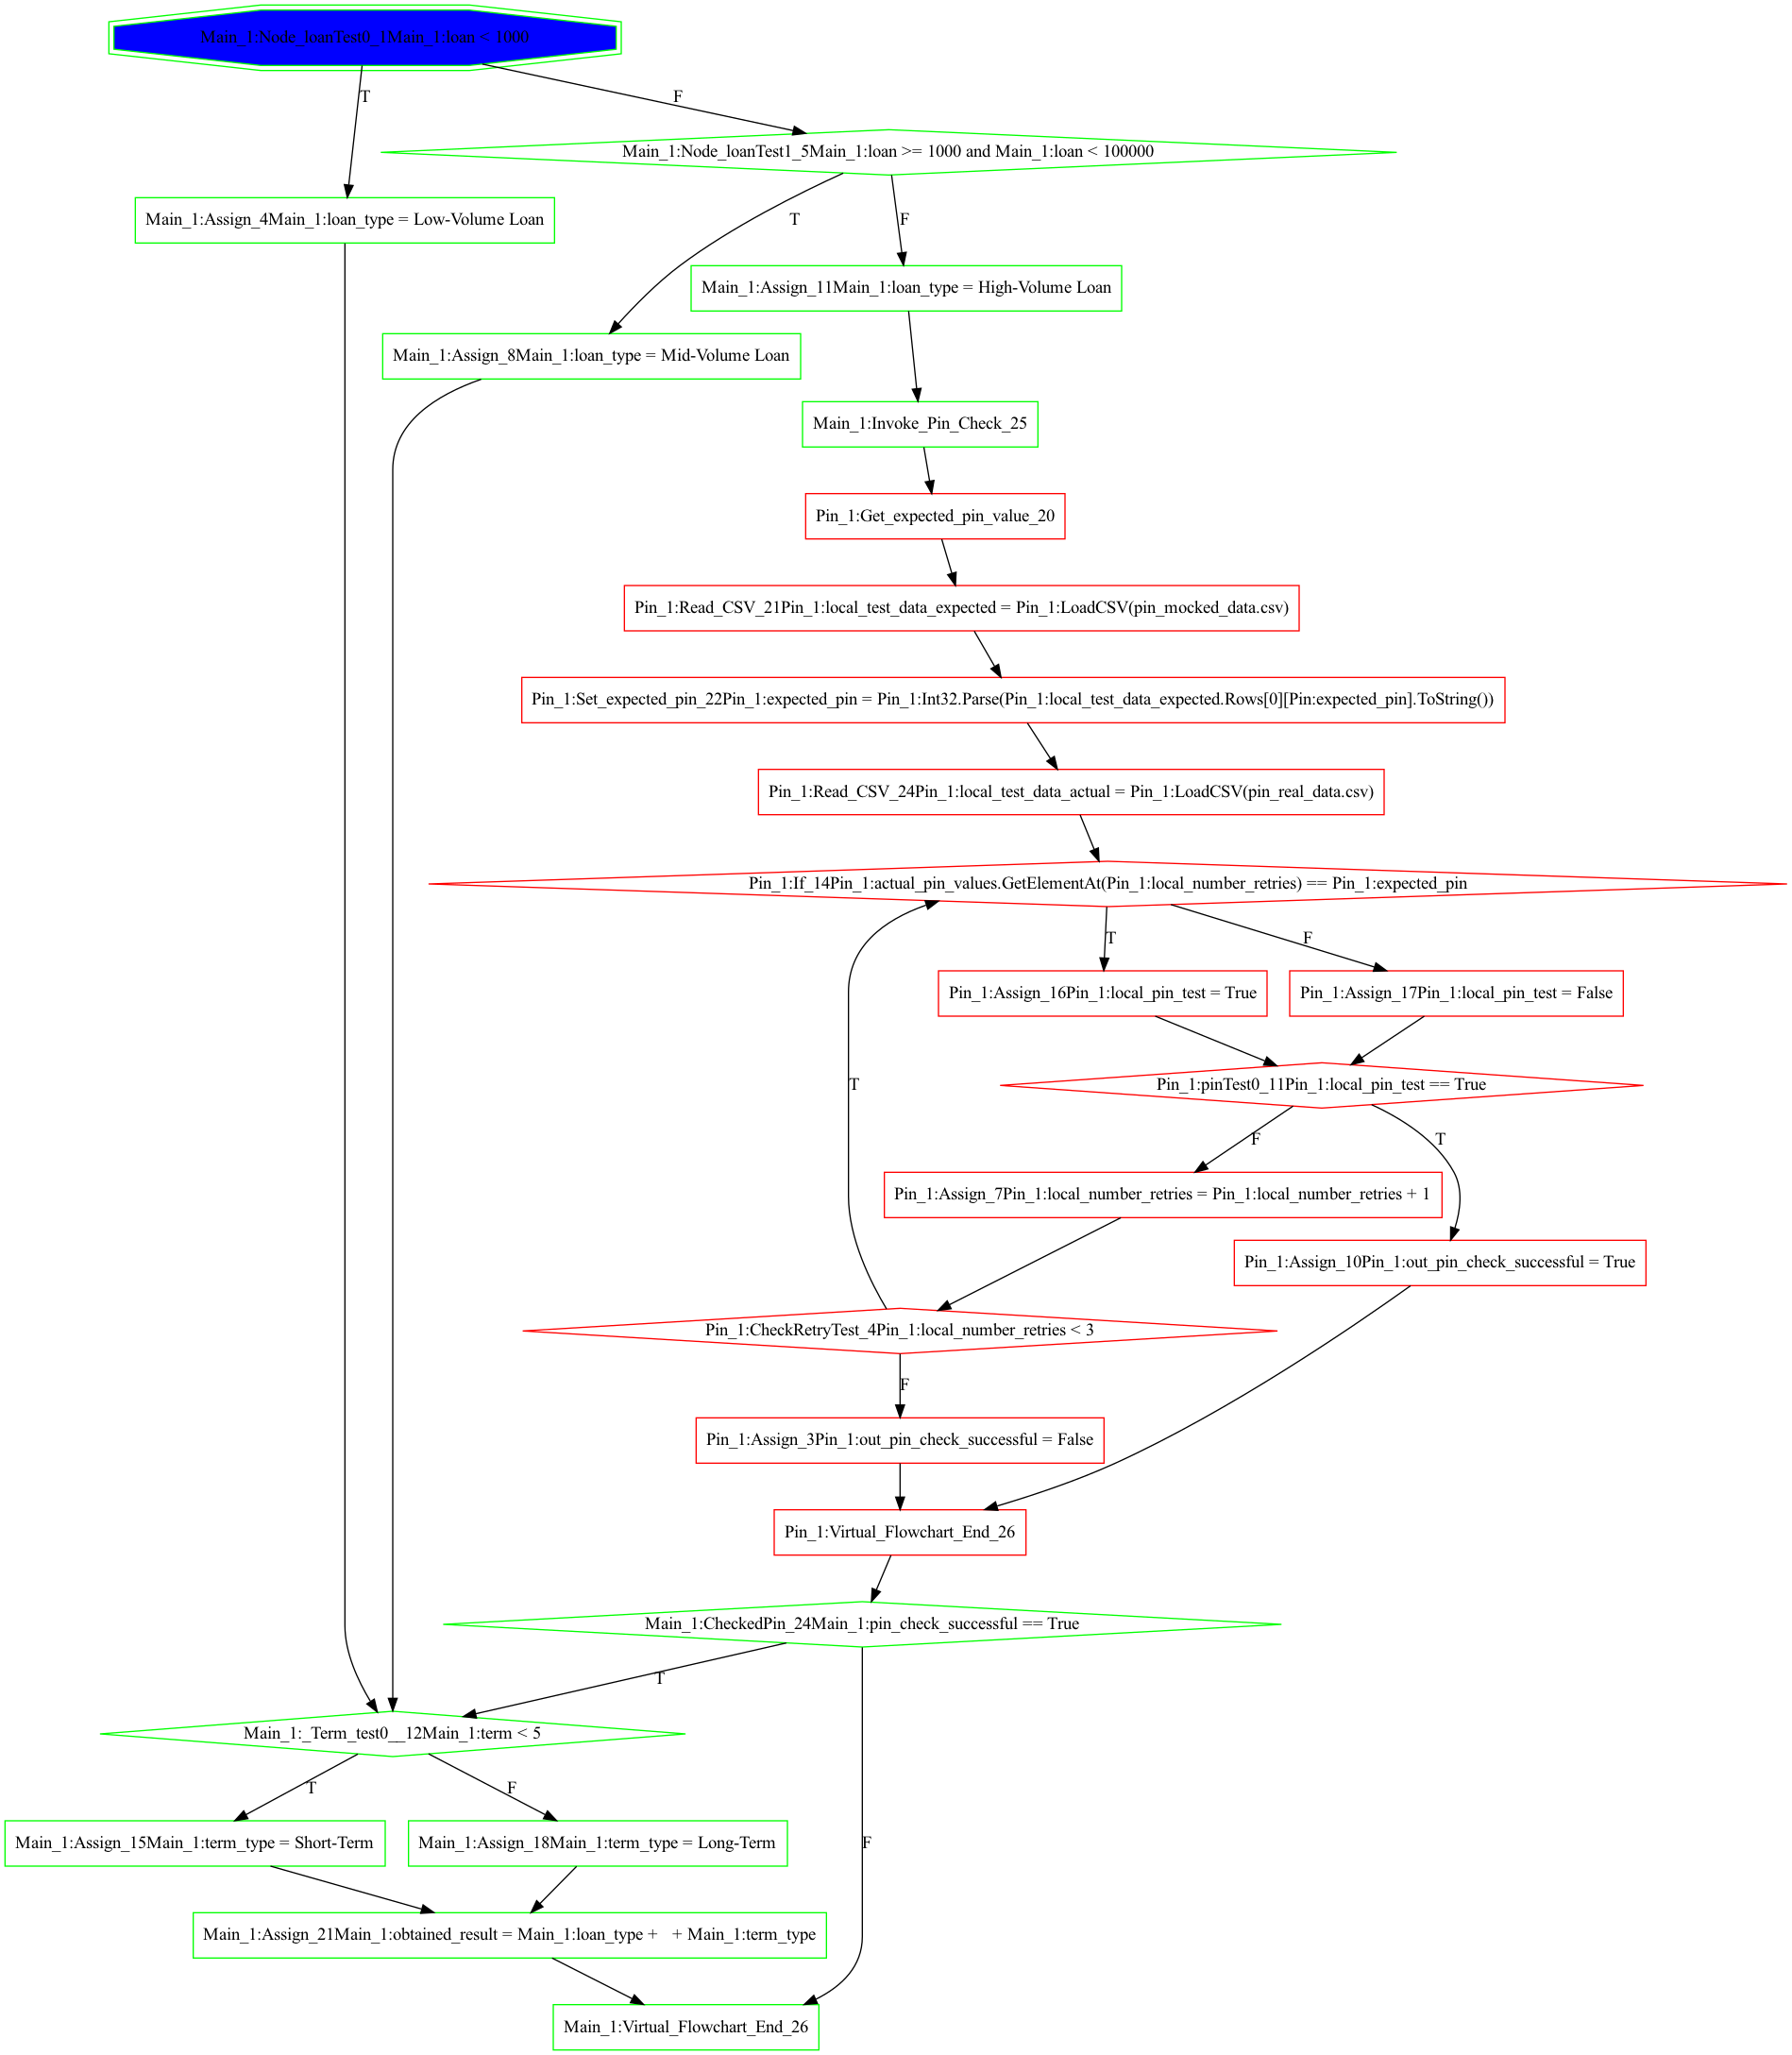 Main_1:Node_loanTest0_1Main_1:loan < 1000
T
F
Main_1:Node_loanTest1_5Main_1:loan >= 1000 and Main_1:loan < 100000
Main_1:Assign_4Main_1:loan_type = Low-Volume Loan
T
F
Main_1:Assign_11Main_1:loan_type = High-Volume Loan
Main_1:Assign_8Main_1:loan_type = Mid-Volume Loan
Main_1:Invoke_Pin_Check_25
Pin_1:Get_expected_pin_value_20
Pin_1:Read_CSV_21Pin_1:local_test_data_expected = Pin_1:LoadCSV(pin_mocked_data.csv)
Pin_1:Set_expected_pin_22Pin_1:expected_pin = Pin_1:Int32.Parse(Pin_1:local_test_data_expected.Rows[0][Pin:expected_pin].ToString())
Pin_1:Read_CSV_24Pin_1:local_test_data_actual = Pin_1:LoadCSV(pin_real_data.csv)
Pin_1:If_14Pin_1:actual_pin_values.GetElementAt(Pin_1:local_number_retries) == Pin_1:expected_pin
T
F
Pin_1:Assign_16Pin_1:local_pin_test = True
Pin_1:Assign_17Pin_1:local_pin_test = False
T
Pin_1:pinTest0_11Pin_1:local_pin_test == True
F
T
Pin_1:Assign_7Pin_1:local_number_retries = Pin_1:local_number_retries + 1
Pin_1:Assign_10Pin_1:out_pin_check_successful = True
Pin_1:CheckRetryTest_4Pin_1:local_number_retries < 3
F
Pin_1:Assign_3Pin_1:out_pin_check_successful = False
Pin_1:Virtual_Flowchart_End_26
Main_1:CheckedPin_24Main_1:pin_check_successful == True
T
Main_1:_Term_test0__12Main_1:term < 5
T
F
Main_1:Assign_15Main_1:term_type = Short-Term
Main_1:Assign_18Main_1:term_type = Long-Term
F
Main_1:Assign_21Main_1:obtained_result = Main_1:loan_type +   + Main_1:term_type
Main_1:Virtual_Flowchart_End_26